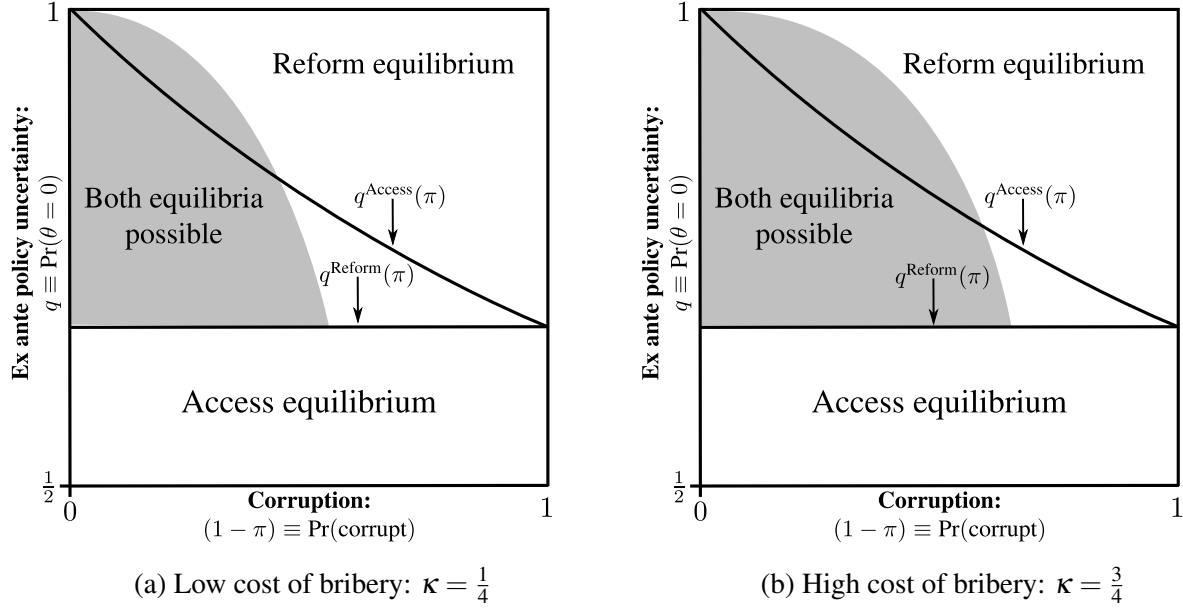 1
Reform equilibrium
Both equilibria
possible
q^Access(π)
q^Reform(π)
Access equilibrium
Ex ante policy uncertainty:
q ≡ Pr(θ = 0)
1/2
0
Corruption:
(1 − π) ≡ Pr(corrupt)
1
(a) Low cost of bribery: κ = 1/4
1
Reform equilibrium
Both equilibria
possible
q^Access(π)
q^Reform(π)
Access equilibrium
Ex ante policy uncertainty:
q ≡ Pr(θ = 0)
1/2
0
Corruption:
(1 − π) ≡ Pr(corrupt)
1
(b) High cost of bribery: κ = 3/4